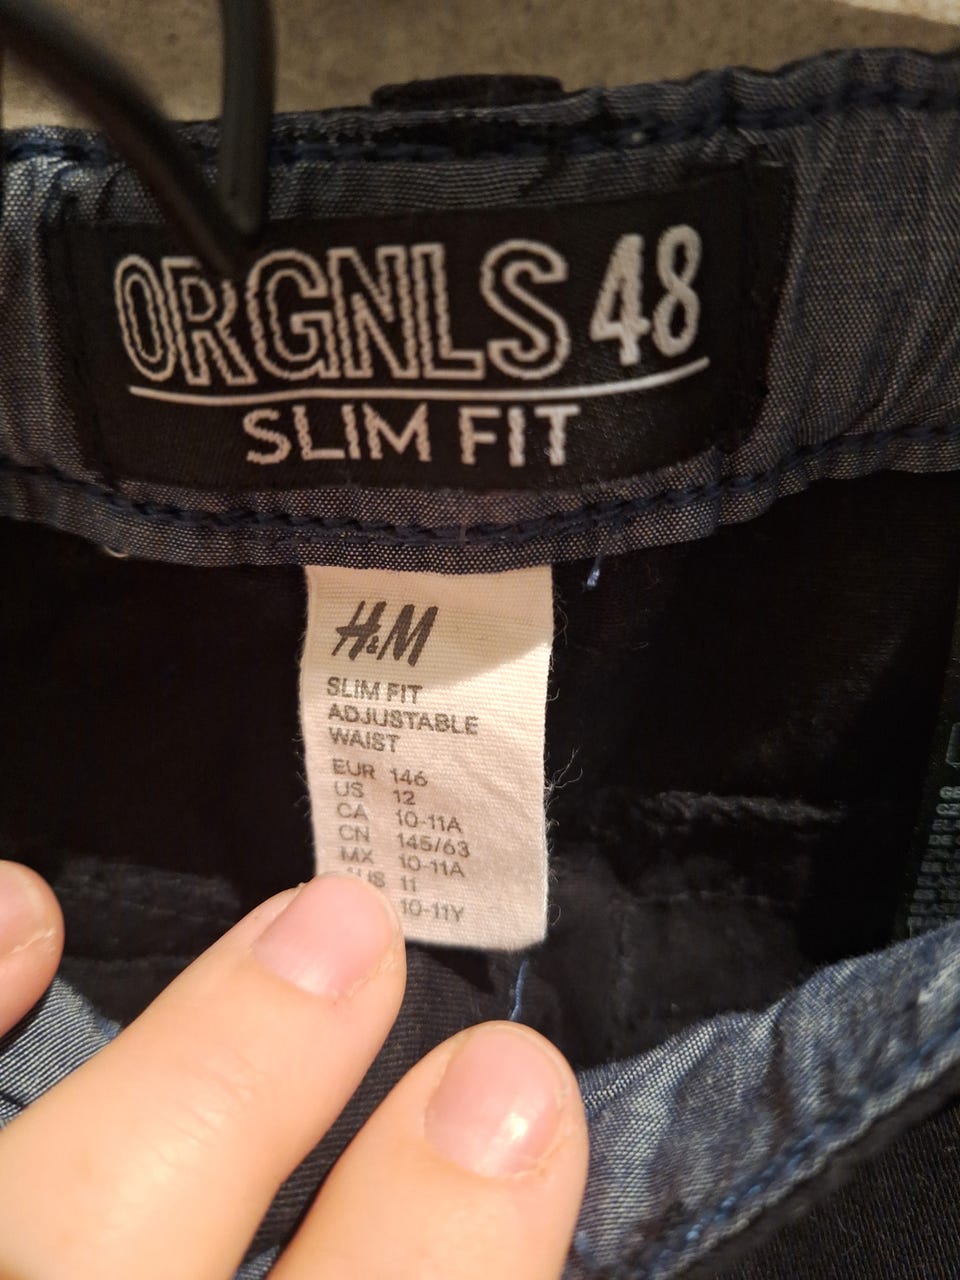 ORGNLS 48
SLIM FIT
H&M
SLIM FIT
ADJUSTABLE
WAIST
EUR 146
US 12
CA 10-11A
CN 145/63
MX 10-11A
AUS 11
10-11Y